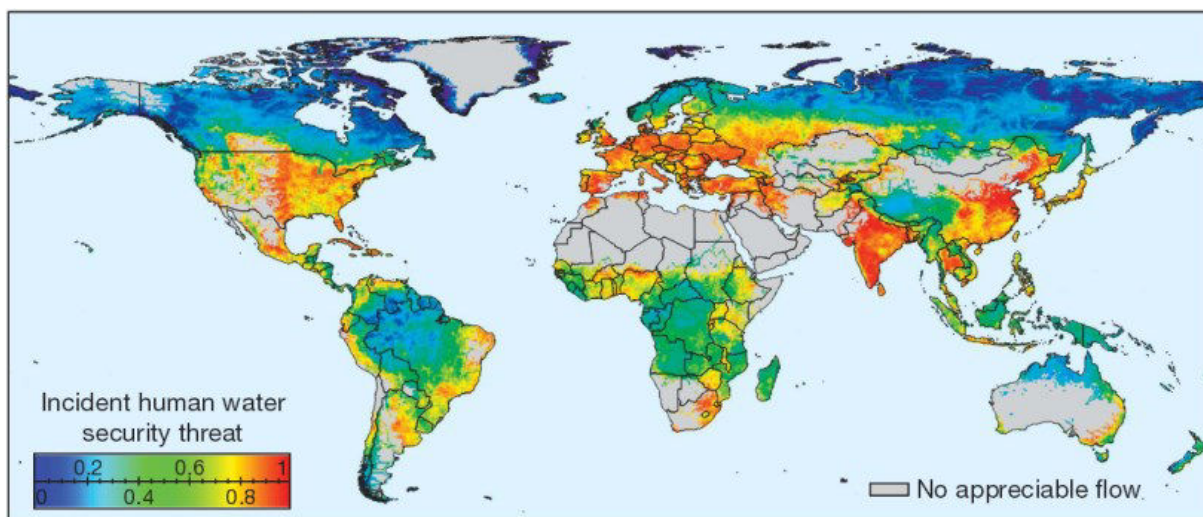 Incident human water
security threat
0.2 0.6 1
0 0.4 0.8
No appreciable flow